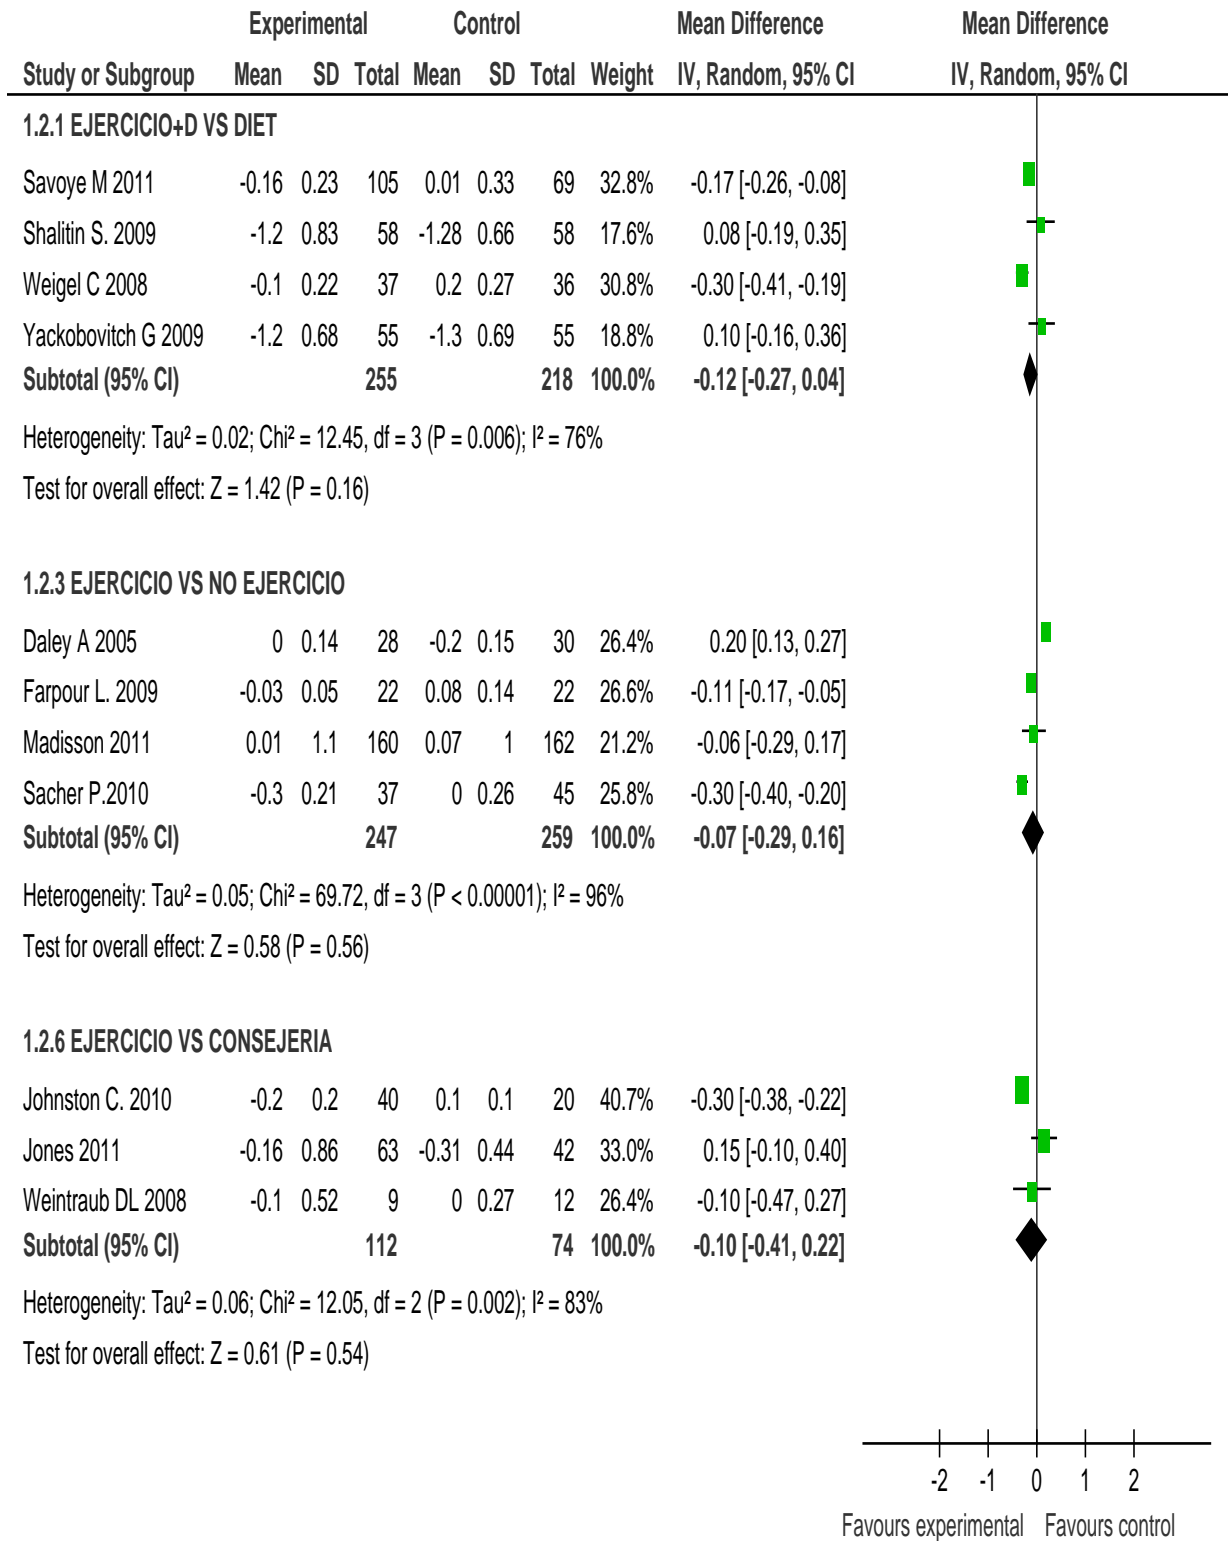 Experimental Control Mean Difference Mean Difference
Study or Subgroup Mean SD Total Mean SD Total Weight IV, Random, 95% CI IV, Random, 95% CI
1.2.1 EJERCICIO+D VS DIET
Savoye M 2011 -0.16 0.23 105 0.01 0.33 69 32.8% -0.17 [-0.26, -0.08]
Shalitin S. 2009 -1.2 0.83 58 -1.28 0.66 58 17.6% 0.08 [-0.19, 0.35]
Weigel C 2008 -0.1 0.22 37 0.2 0.27 36 30.8% -0.30 [-0.41, -0.19]
Yackobovitch G 2009 -1.2 0.68 55 -1.3 0.69 55 18.8% 0.10 [-0.16, 0.36]
Subtotal (95% CI) 255 218 100.0% -0.12 [-0.27, 0.04]
Heterogeneity: Tau² = 0.02; Chi² = 12.45, df = 3 (P = 0.006); I² = 76%
Test for overall effect: Z = 1.42 (P = 0.16)
1.2.3 EJERCICIO VS NO EJERCICIO
Daley A 2005 0 0.14 28 -0.2 0.15 30 26.4% 0.20 [0.13, 0.27]
Farpour L. 2009 -0.03 0.05 22 0.08 0.14 22 26.6% -0.11 [-0.17, -0.05]
Madisson 2011 0.01 1.1 160 0.07 1 162 21.2% -0.06 [-0.29, 0.17]
Sacher P.2010 -0.3 0.21 37 0 0.26 45 25.8% -0.30 [-0.40, -0.20]
Subtotal (95% CI) 247 259 100.0% -0.07 [-0.29, 0.16]
Heterogeneity: Tau² = 0.05; Chi² = 69.72, df = 3 (P < 0.00001); I² = 96%
Test for overall effect: Z = 0.58 (P = 0.56)
1.2.6 EJERCICIO VS CONSEJERIA
Johnston C. 2010 -0.2 0.2 40 0.1 0.1 20 40.7% -0.30 [-0.38, -0.22]
Jones 2011 -0.16 0.86 63 -0.31 0.44 42 33.0% 0.15 [-0.10, 0.40]
Weintraub DL 2008 -0.1 0.52 9 0 0.27 12 26.4% -0.10 [-0.47, 0.27]
Subtotal (95% CI) 112 74 100.0% -0.10 [-0.41, 0.22]
Heterogeneity: Tau² = 0.06; Chi² = 12.05, df = 2 (P = 0.002); I² = 83%
Test for overall effect: Z = 0.61 (P = 0.54)
-2 -1 0 1 2
Favours experimental Favours control